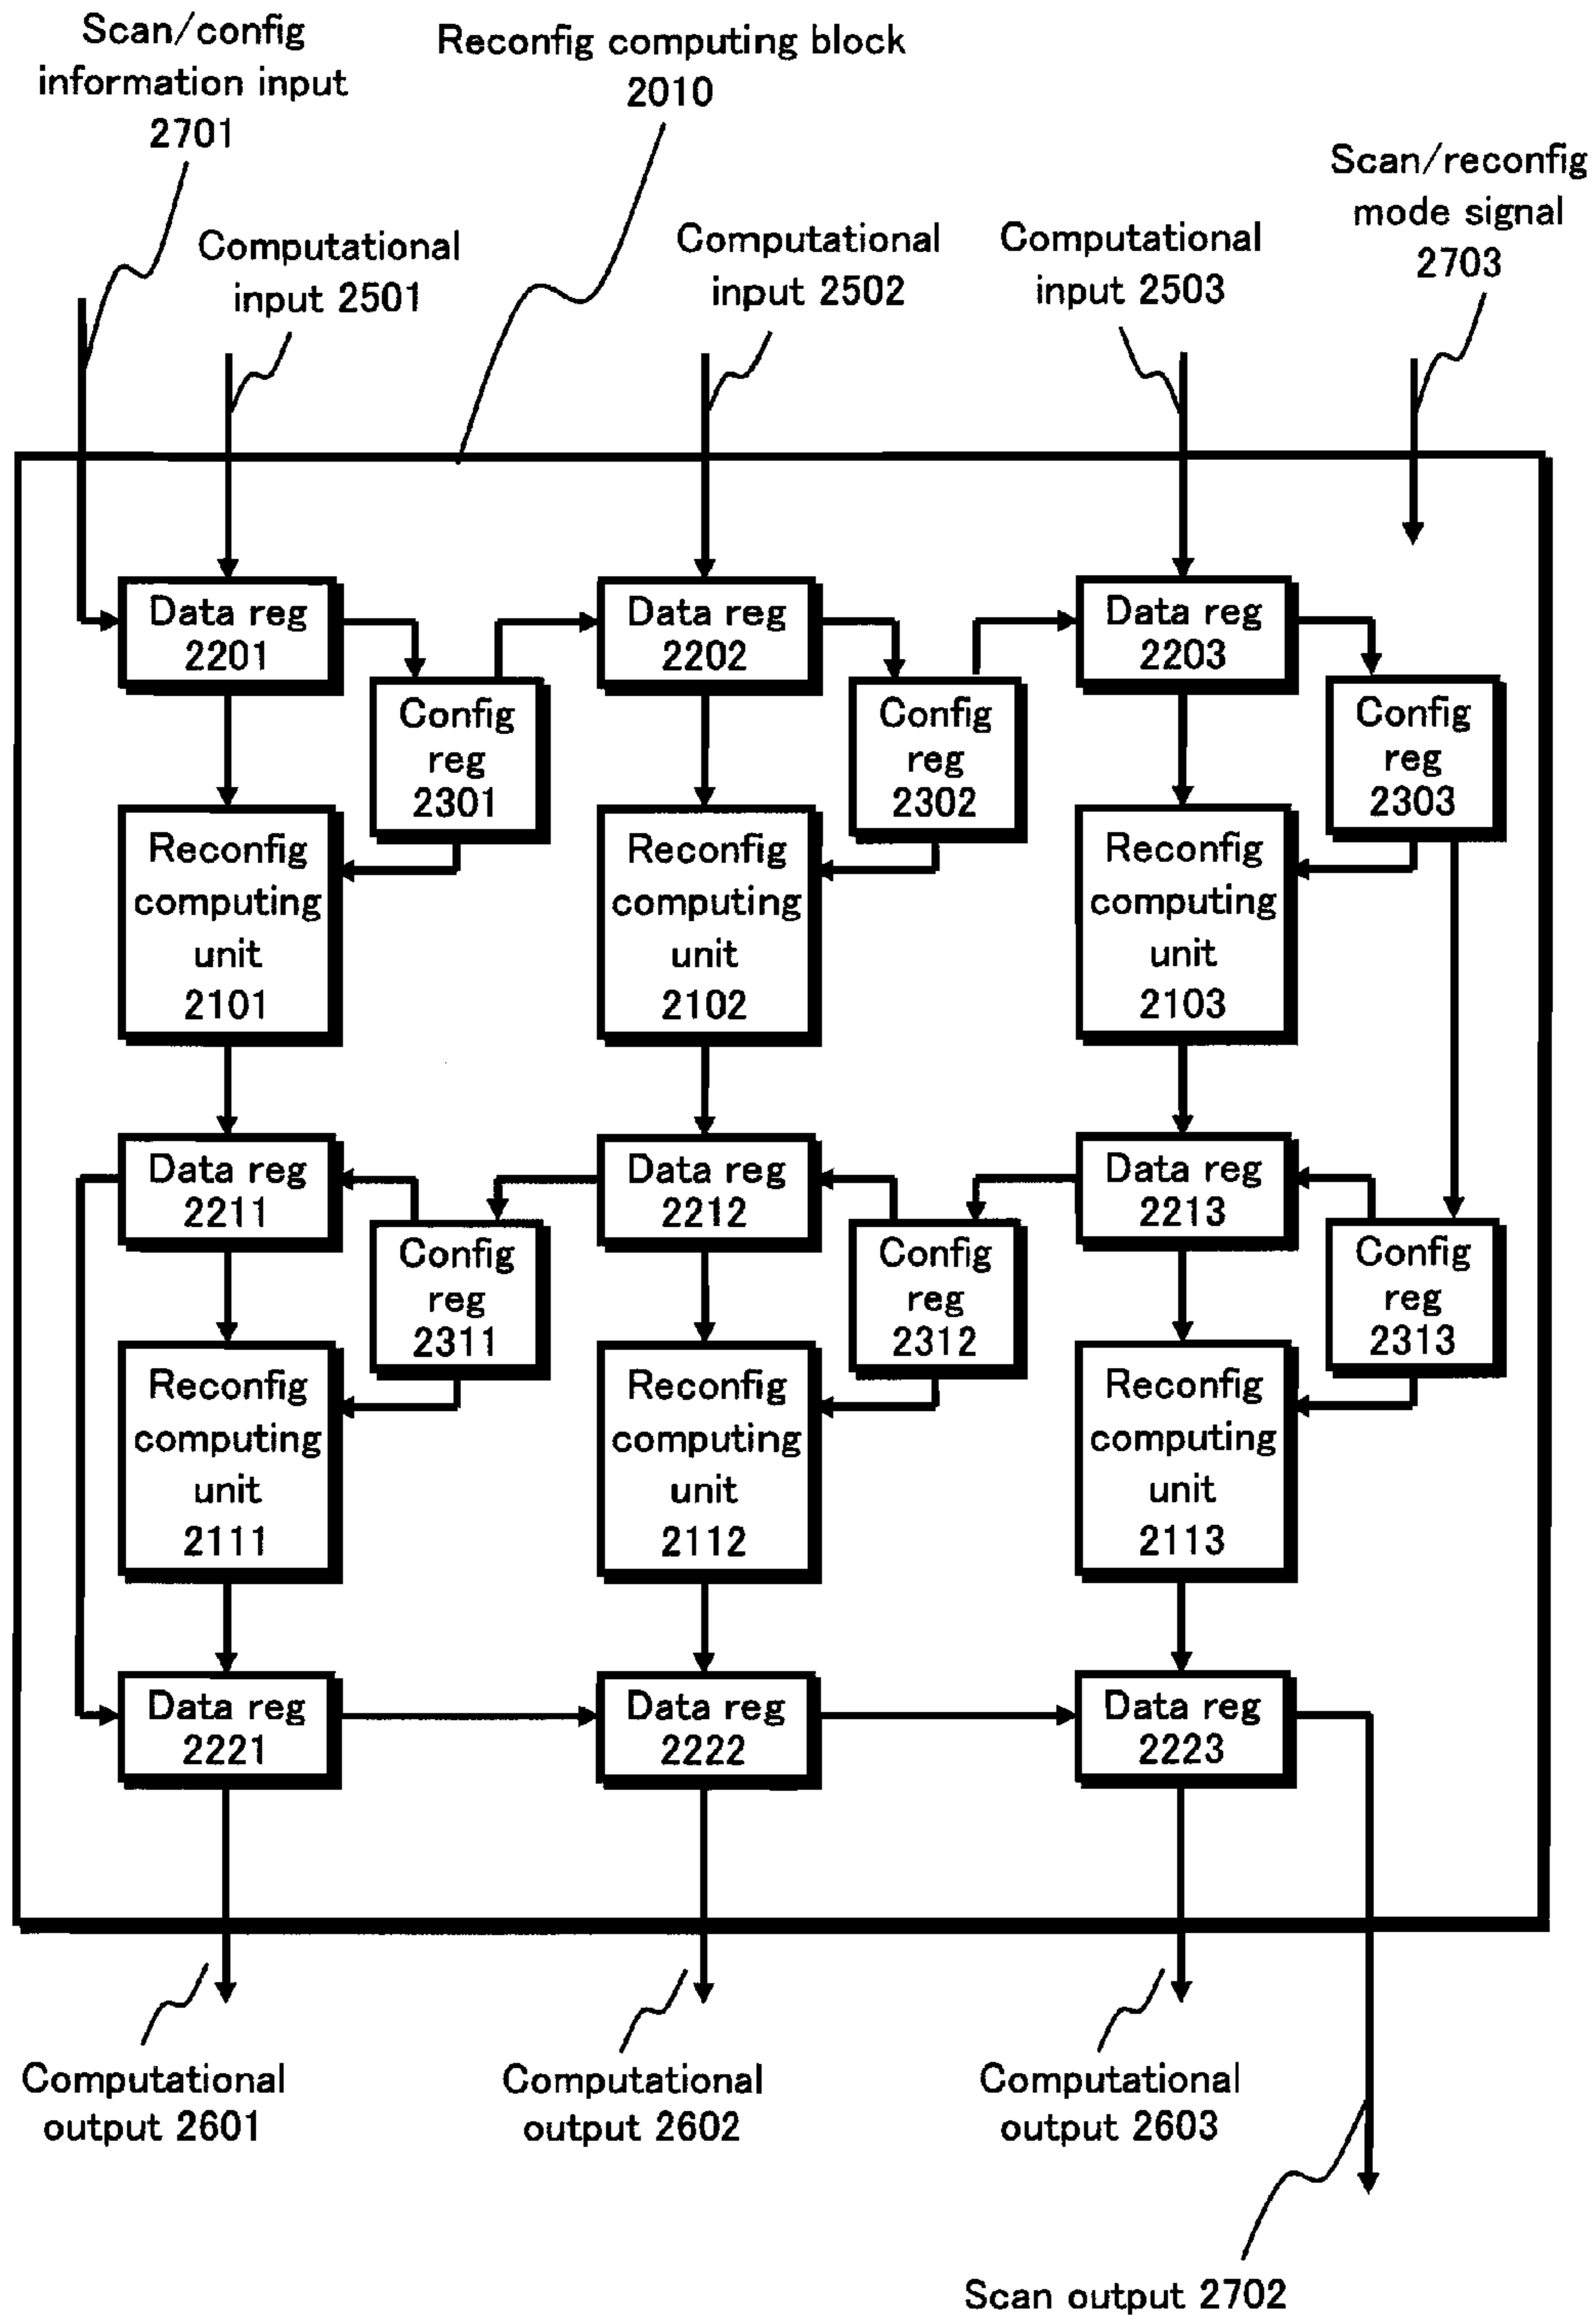 Scan/config
information input
2701
Reconfig computing block
2010
Scan/reconfig
mode signal
2703
Computational
input 2501
Computational
input 2502
Computational
input 2503
Data reg
2201
Data reg
2202
Data reg
2203
Config
reg
2301
Config
reg
2302
Config
reg
2303
Reconfig
computing
unit
2101
Reconfig
computing
unit
2102
Reconfig
computing
unit
2103
Data reg
2211
Data reg
2212
Data reg
2213
Config
reg
2311
Config
reg
2312
Config
reg
2313
Reconfig
computing
unit
2111
Reconfig
computing
unit
2112
Reconfig
computing
unit
2113
Data reg
2221
Data reg
2222
Data reg
2223
Computational
output 2601
Computational
output 2602
Computational
output 2603
Scan output 2702